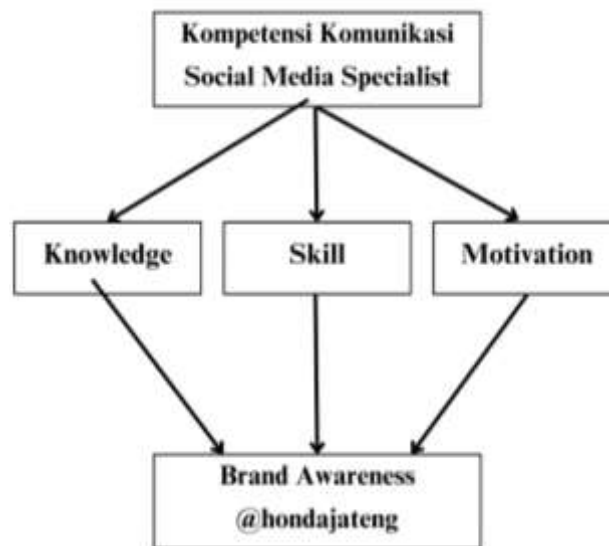 Kompetensi Komunikasi
Social Media Specialist
Knowledge
Skill
Motivation
Brand Awareness
@hondajateng